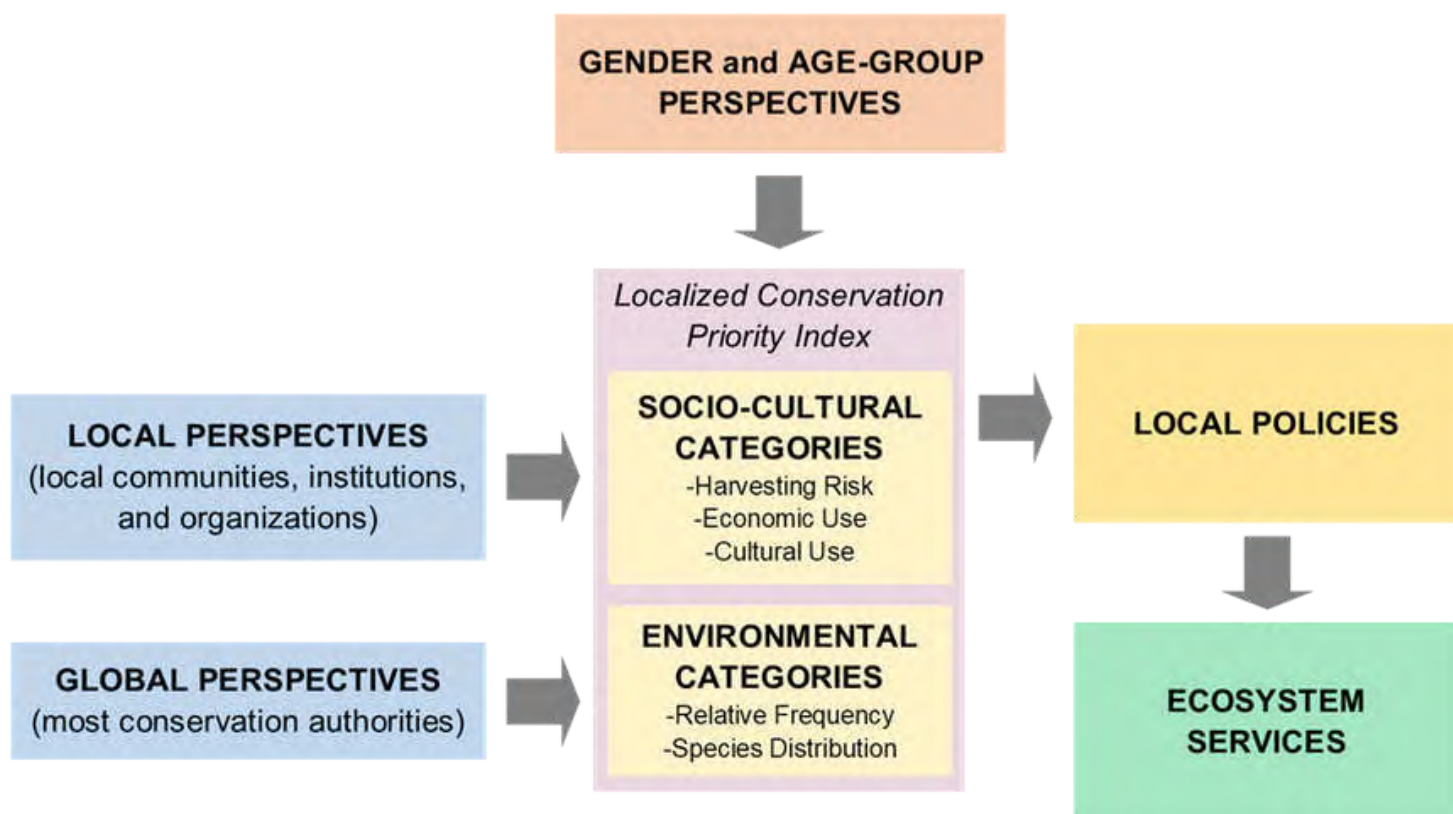 GENDER and AGE-GROUP
PERSPECTIVES
Localized Conservation
Priority Index
LOCAL PERSPECTIVES
(local communities, institutions,
and organizations)
SOCIO-CULTURAL
CATEGORIES
-Harvesting Risk
-Economic Use
-Cultural Use
GLOBAL PERSPECTIVES
(most conservation authorities)
ENVIRONMENTAL
CATEGORIES
-Relative Frequency
-Species Distribution
LOCAL POLICIES
ECOSYSTEM
SERVICES